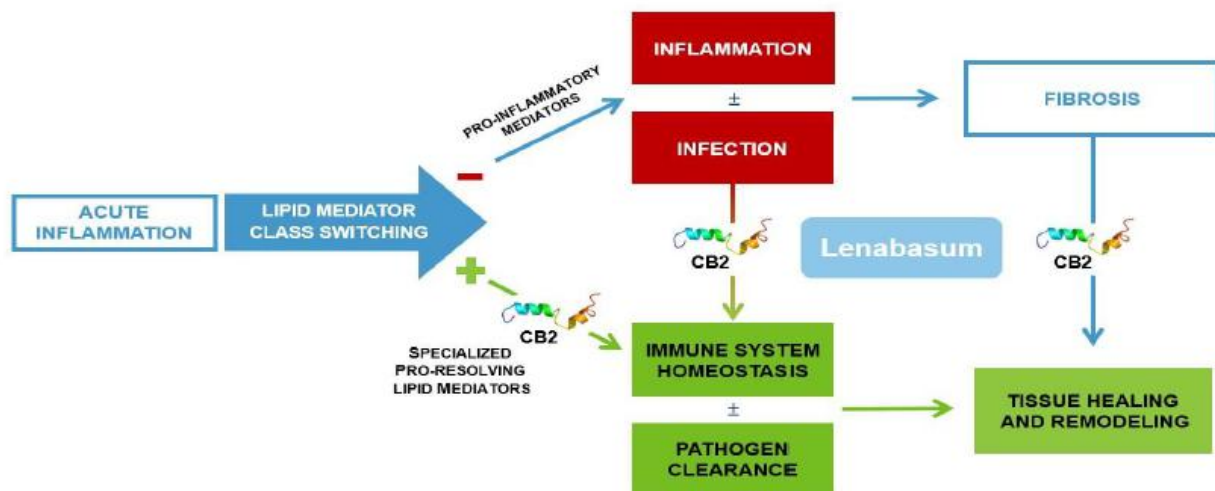 ACUTE
INFLAMMATION
LIPID MEDIATOR
CLASS SWITCHING
PRO-INFLAMMATORY
MEDIATORS
INFLAMMATION
±
INFECTION
FIBROSIS
CB2
Lenabasum
CB2
CB2
SPECIALIZED
PRO-RESOLVING
LIPID MEDIATORS
IMMUNE SYSTEM
HOMEOSTASIS
±
PATHOGEN
CLEARANCE
TISSUE HEALING
AND REMODELING